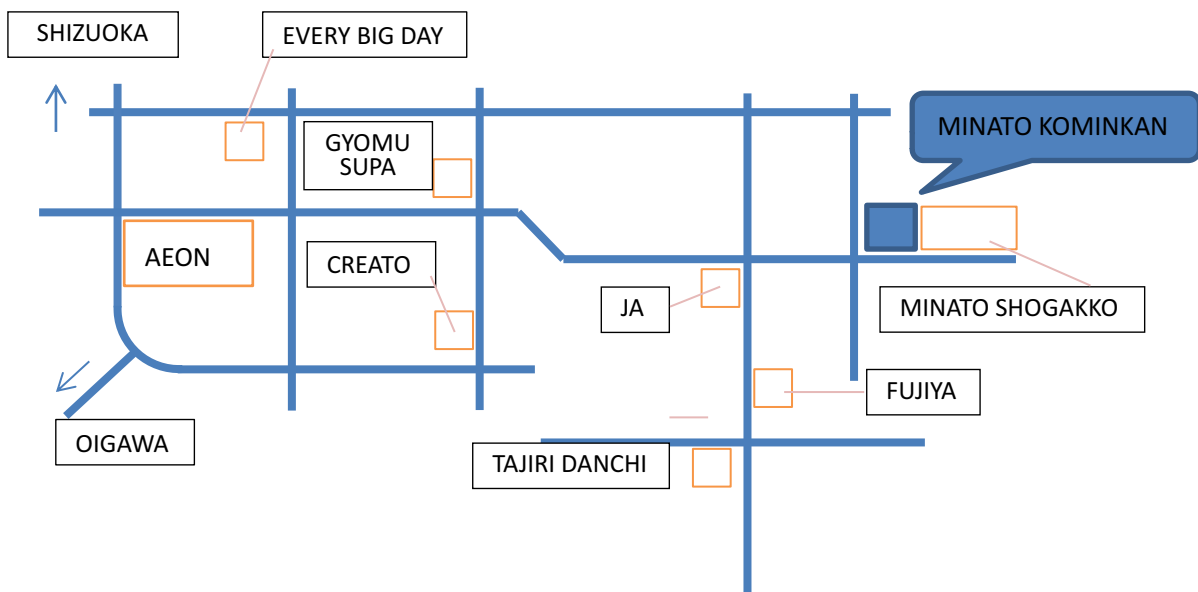 SHIZUOKA
EVERY BIG DAY
MINATO KOMINKAN
GYOMU
SUPA
AEON
CREATO
JA
MINATO SHOGAKKO
FUJIYA
OIGAWA
TAJIRI DANCHI